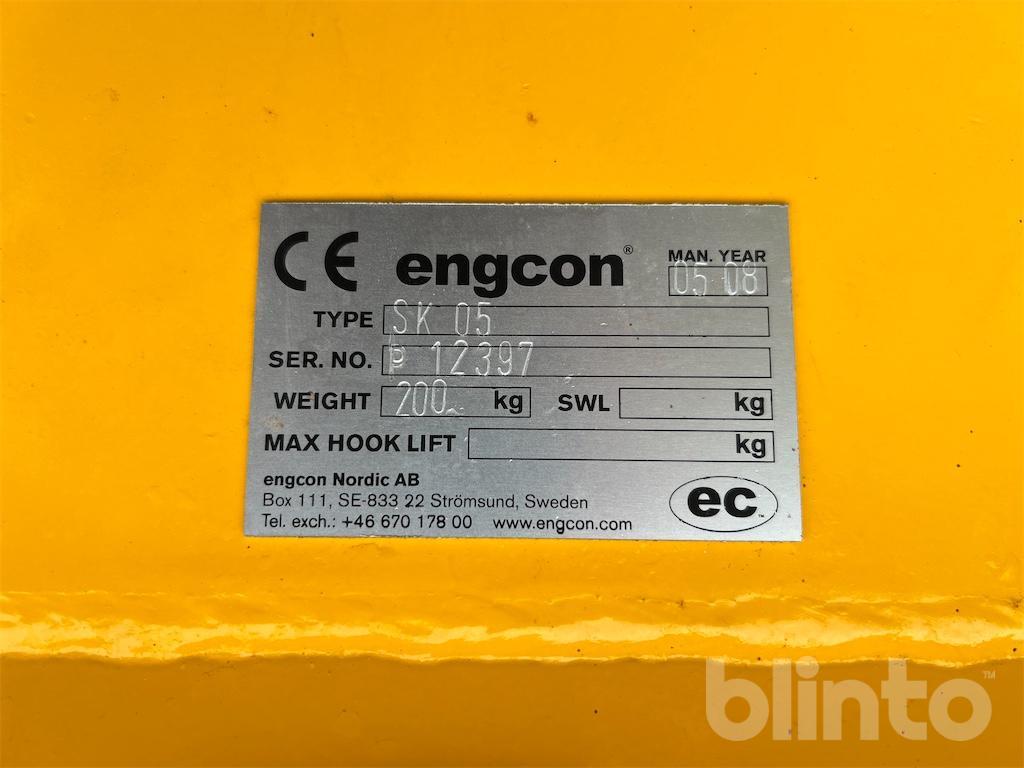 CE engcon® MAN. YEAR
05 08
TYPE SK 05
SER. NO. P 12397
WEIGHT 200 kg SWL kg
MAX HOOK LIFT kg
engcon Nordic AB
Box 111, SE-833 22 Strömsund, Sweden
Tel. exch.: +46 670 178 00 www.engcon.com
ec™
blinto™